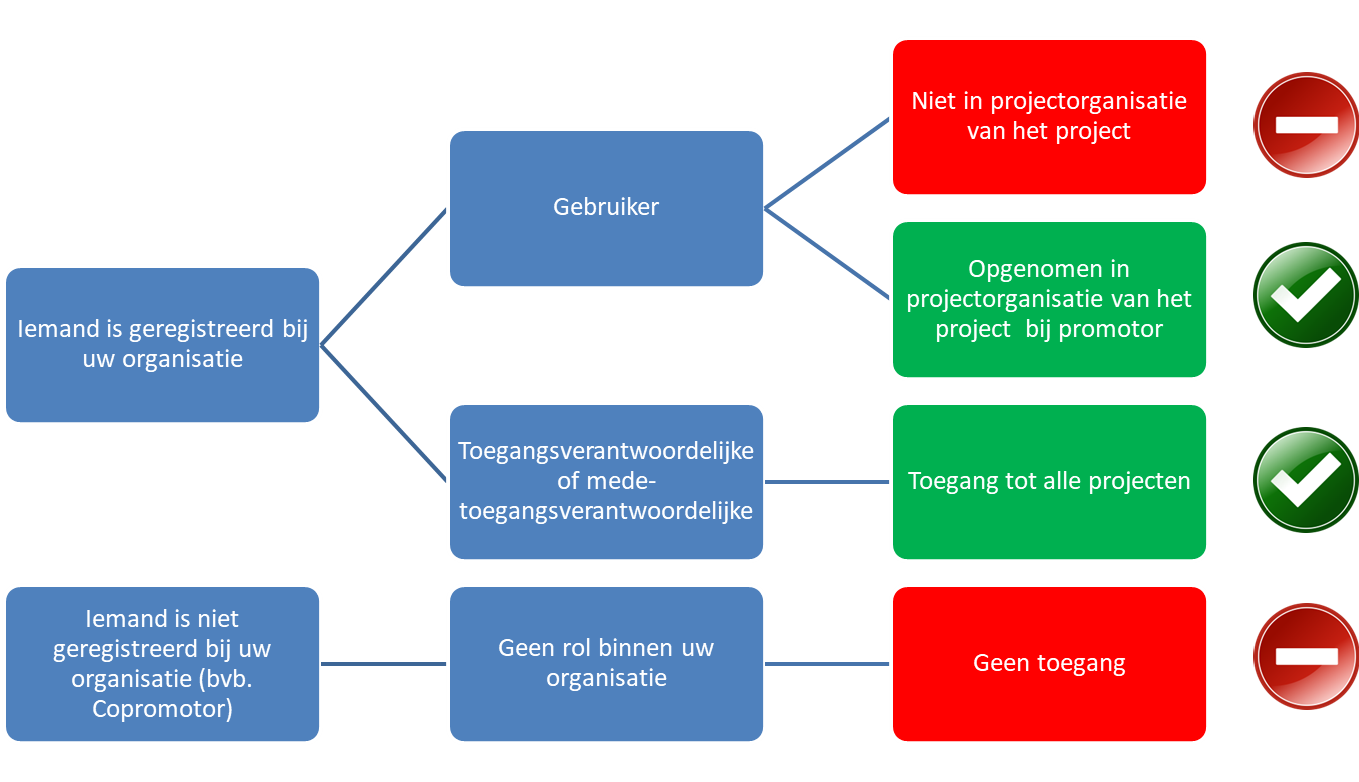 Niet in projectorganisatie
van het project
Gebruiker
Opgenomen in
projectorganisatie van het
project  bij promotor
Iemand is geregistreerd bij
uw organisatie
Toegangsverantwoordelijke
of mede-
toegangsverantwoordelijke
Toegang tot alle projecten
Iemand is niet
geregistreerd bij uw
organisatie (bvb.
Copromotor)
Geen rol binnen uw
organisatie
Geen toegang